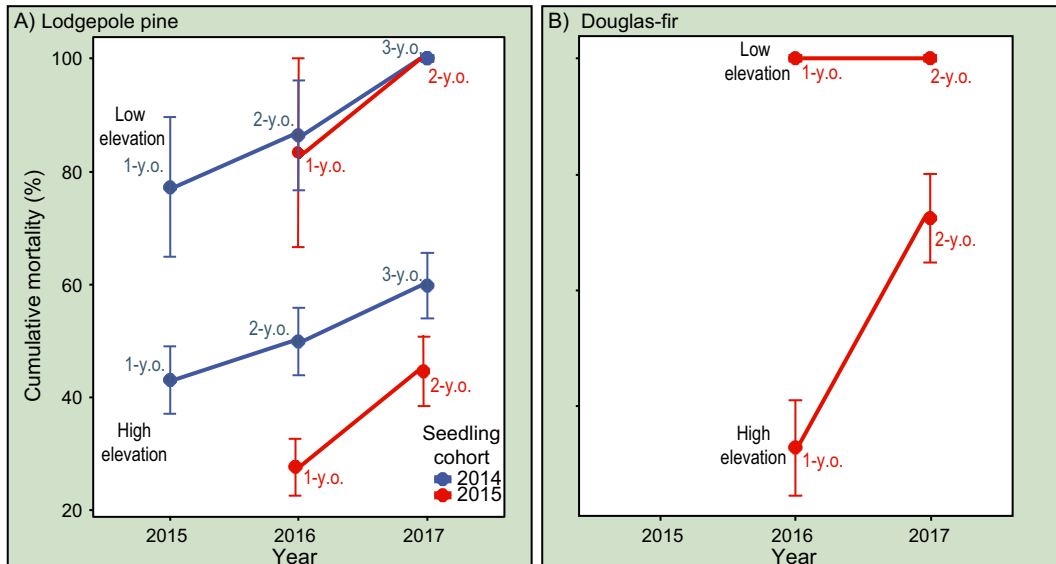 A) Lodgepole pine
Cumulative mortality (%)
100
80
60
40
20
3-y.o.
2-y.o.
2-y.o.
Low
elevation
1-y.o.
1-y.o.
3-y.o.
2-y.o.
1-y.o.
2-y.o.
High
elevation
1-y.o.
Seedling
cohort
2014
2015
2015
2016
2017
Year
B) Douglas-fir
Low
elevation
1-y.o.
2-y.o.
2-y.o.
High
elevation
1-y.o.
2015
2016
2017
Year